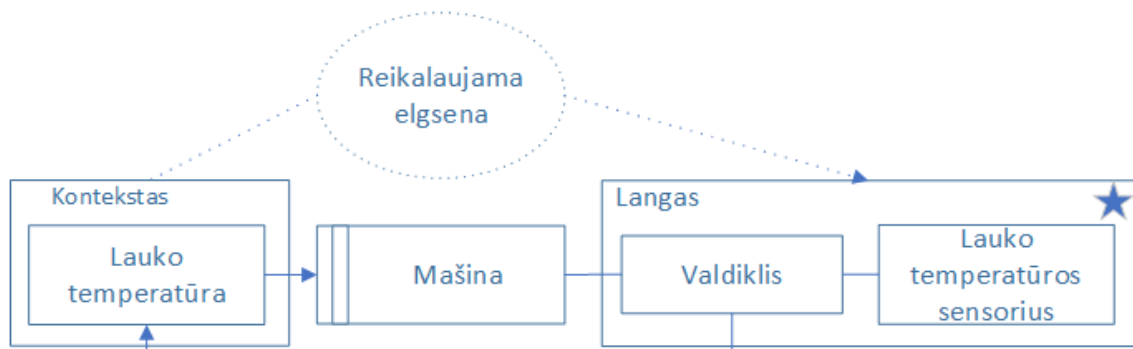 Reikalaujama
elgsena
Kontekstas
Lauko
temperatūra
Mašina
Langas
Valdiklis
Lauko
temperatūros
sensorius